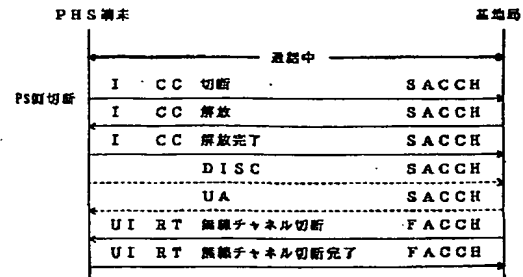 PHS端末 基地局
通話中
PS側切断
I CC 切断 SACCH
I CC 解放 SACCH
I CC 解放完了 SACCH
DISC SACCH
UA SACCH
UI RT 無線チャネル切断 FACCH
UI RT 無線チャネル切断完了 FACCH